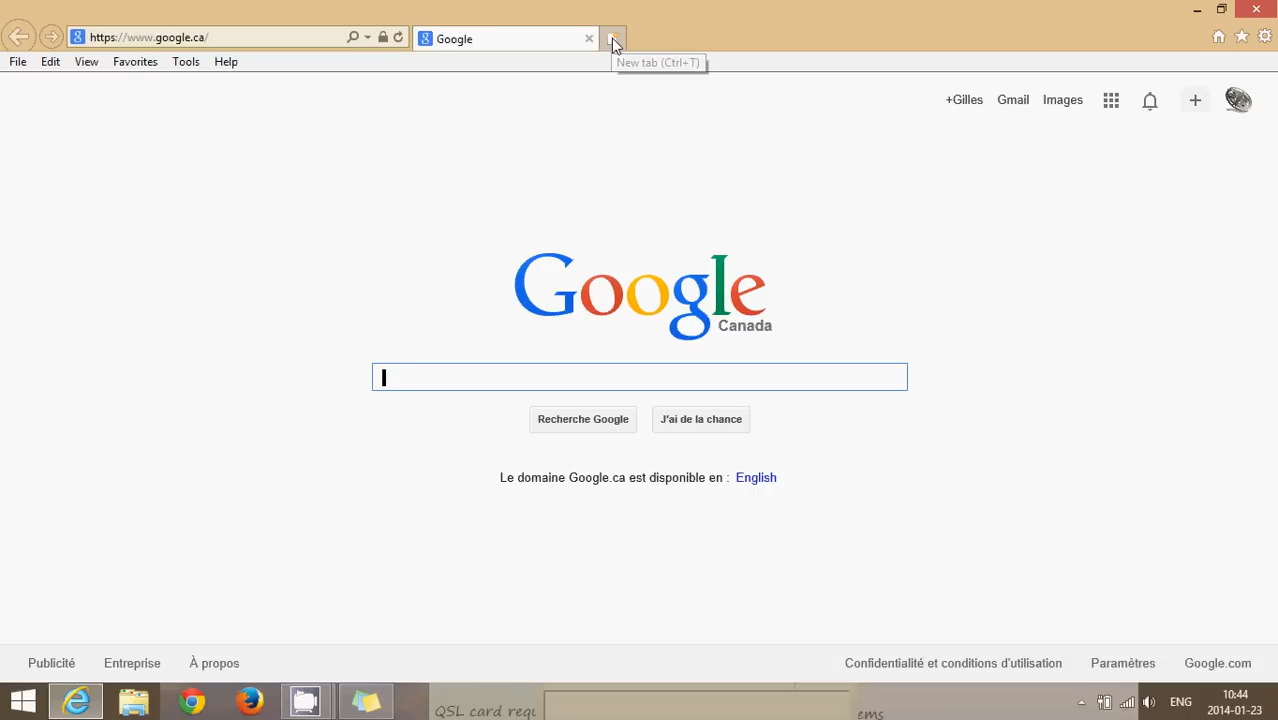 https://www.google.ca/
Google
New tab (Ctrl+T)
File Edit View Favorites Tools Help
+Gilles Gmail Images
Google
Canada
Recherche Google J'ai de la chance
Le domaine Google.ca est disponible en : English
Publicité Entreprise À propos Confidentialité et conditions d'utilisation Paramètres Google.com
ENG 10:44
QSL card requ ems 2014-01-23